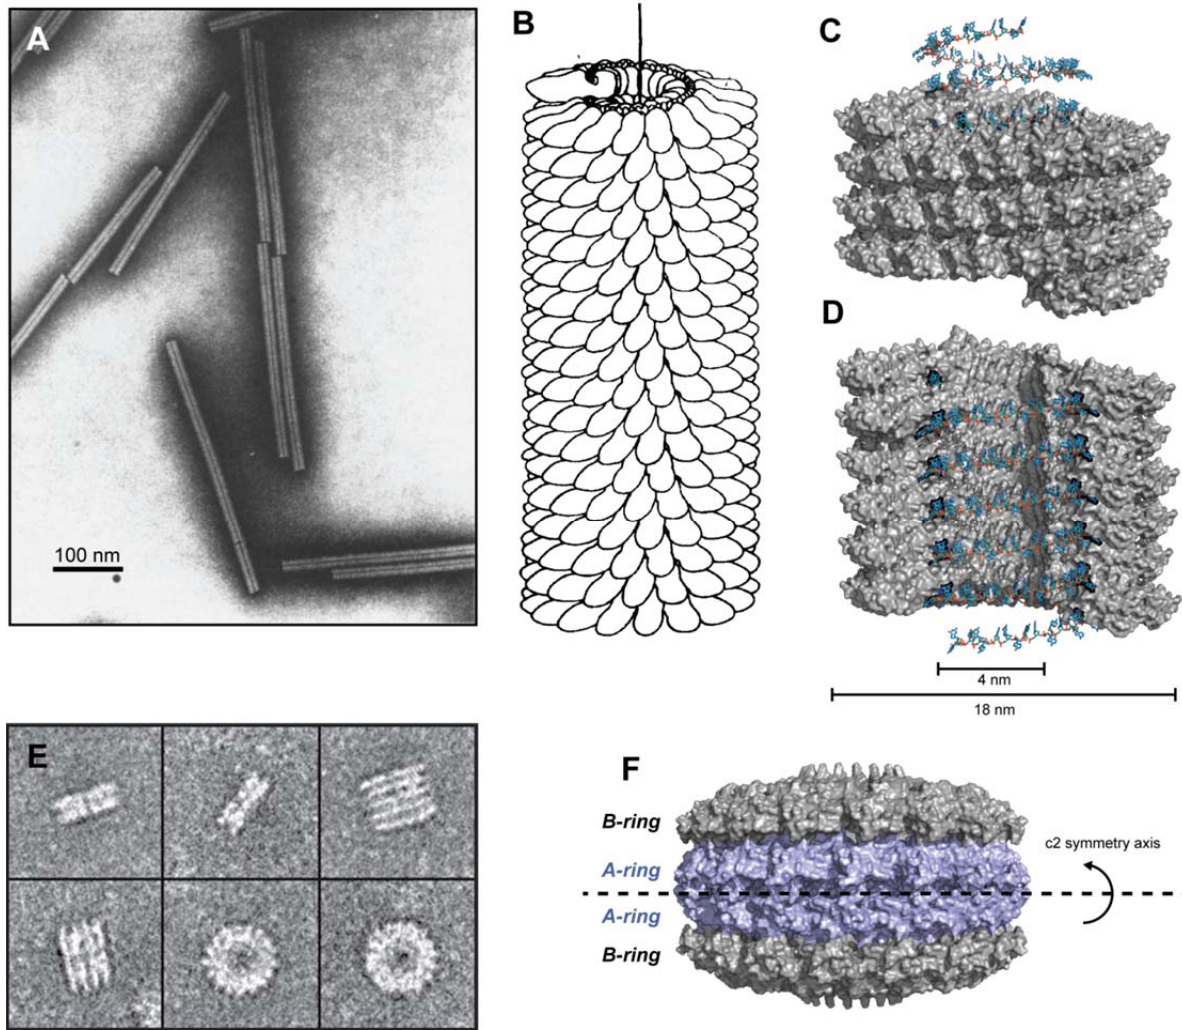 A
100 nm
B
C
D
4 nm
18 nm
E
F
B-ring
A-ring
A-ring
B-ring
c2 symmetry axis